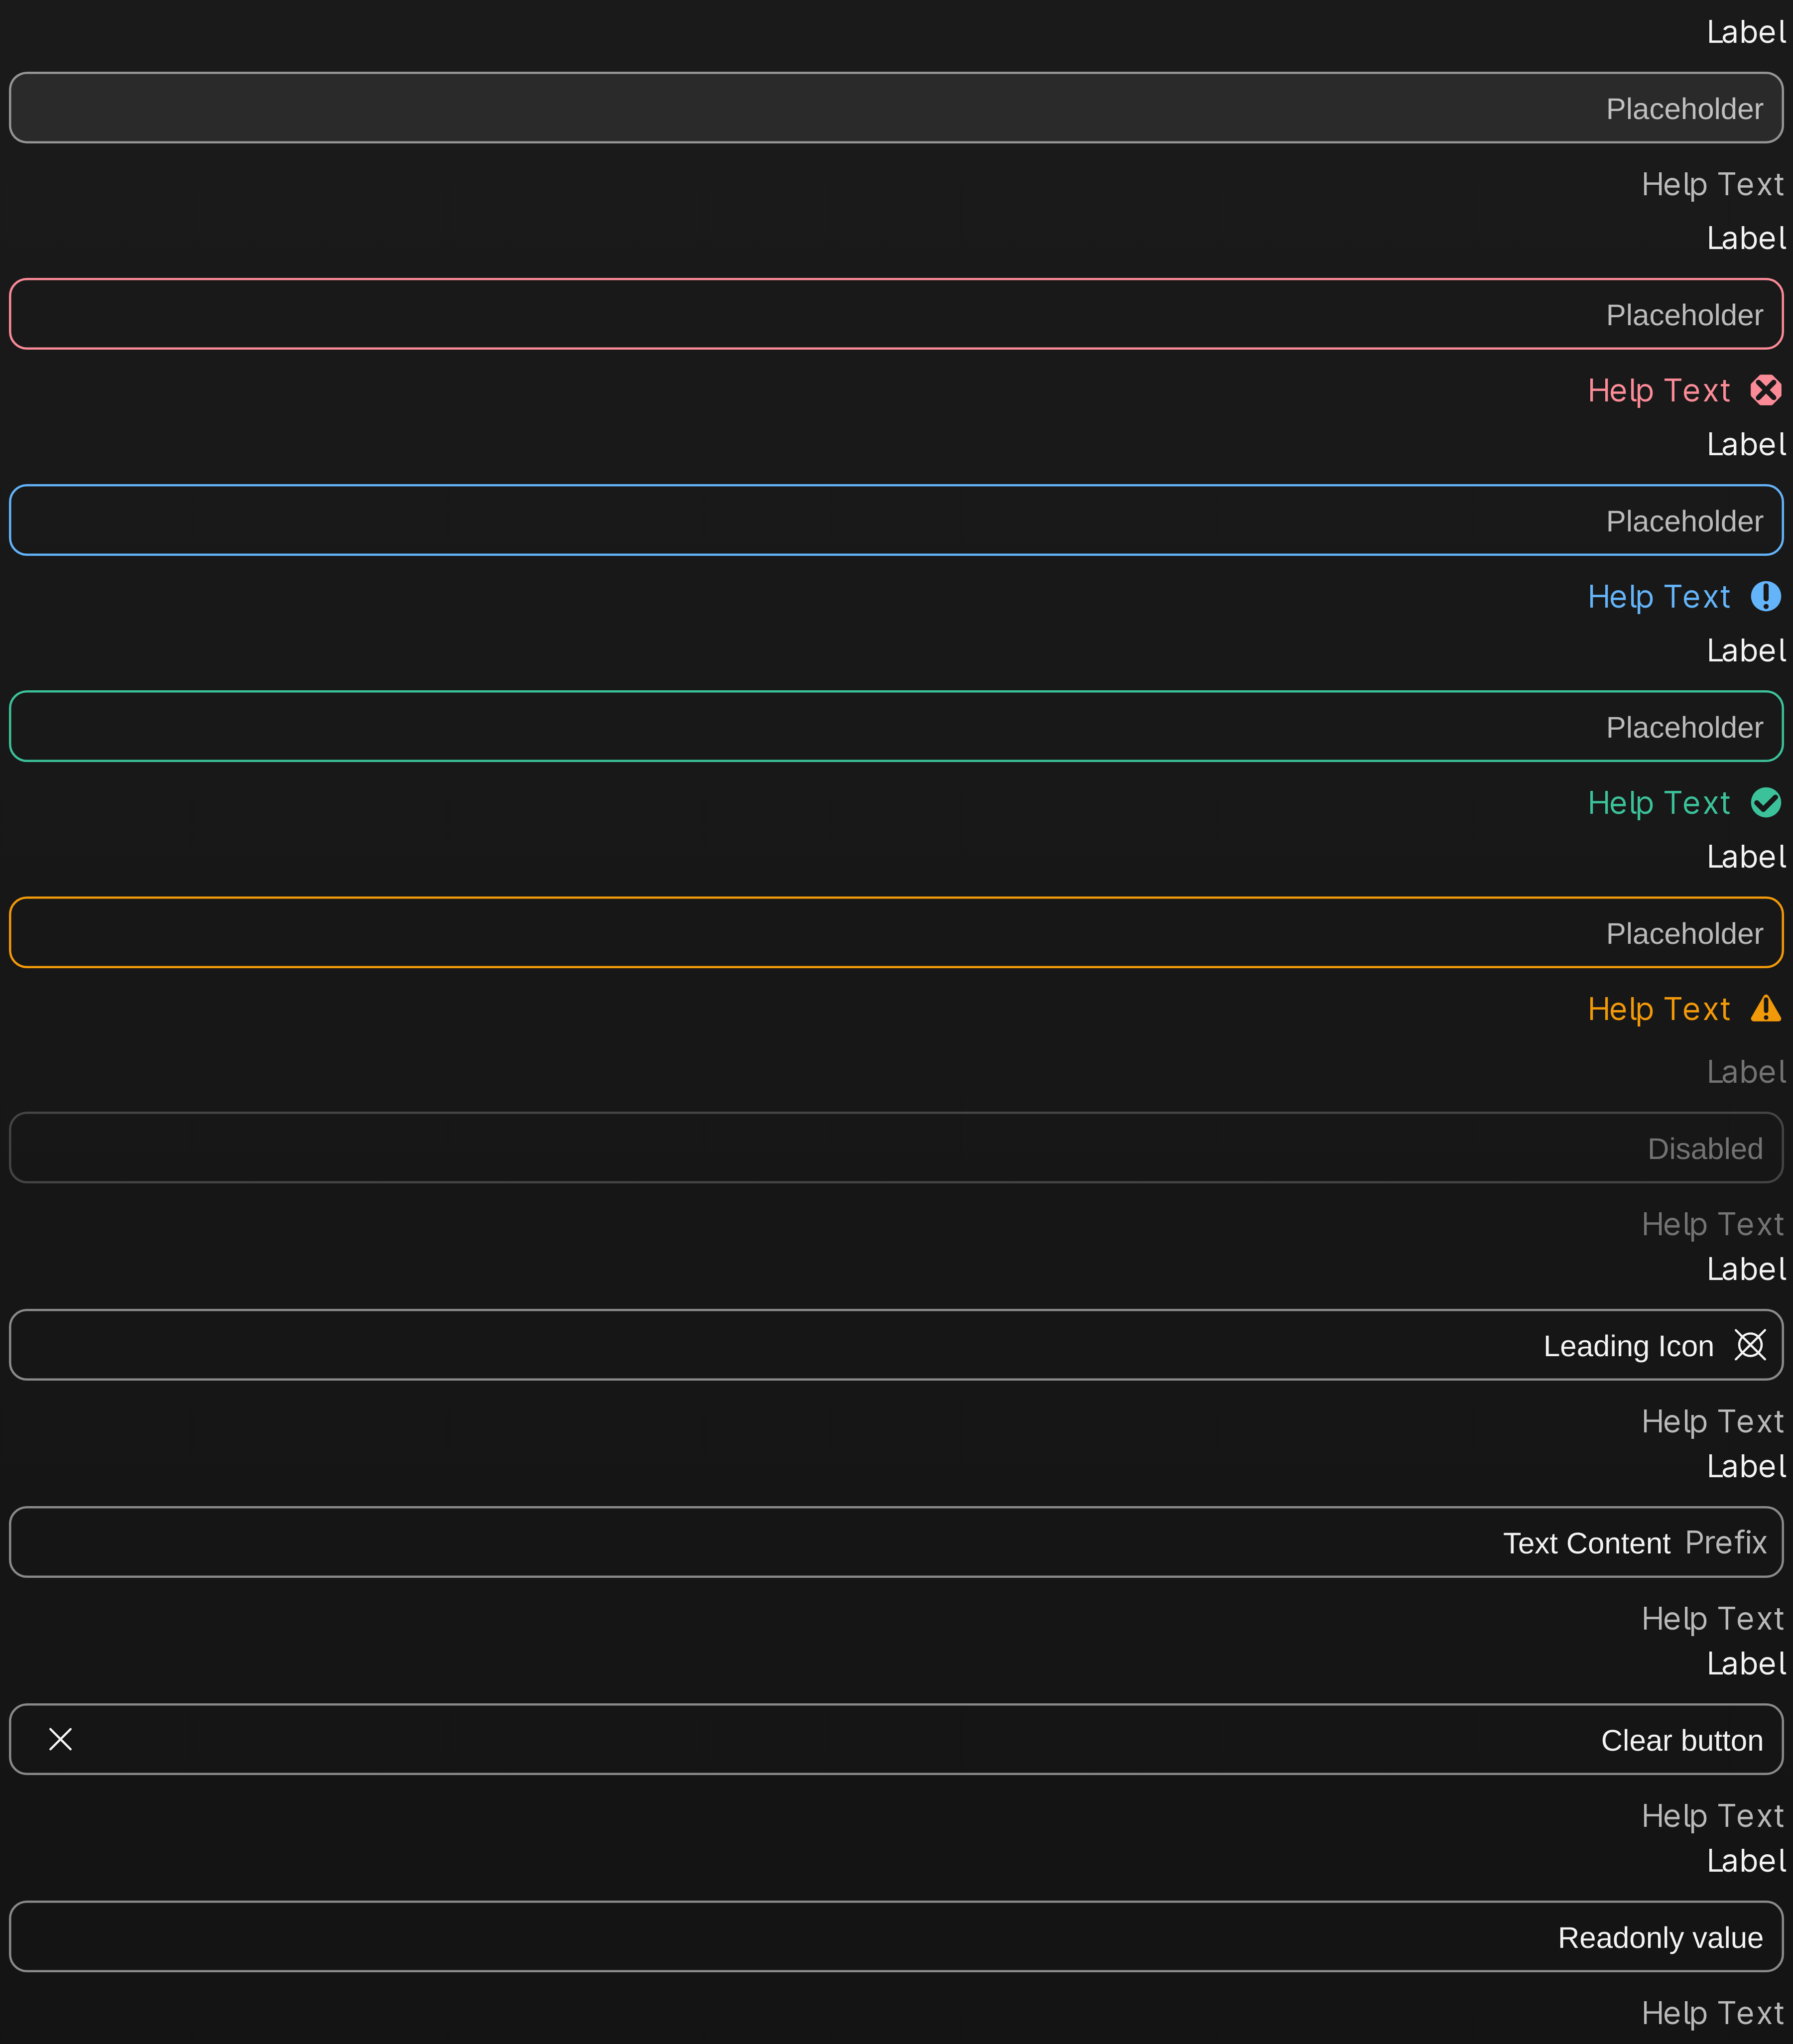 Label
Placeholder
Help Text
Label
Placeholder
Help Text
Label
Placeholder
Help Text
Label
Placeholder
Help Text
Label
Placeholder
Help Text
Label
Disabled
Help Text
Label
Leading Icon
Help Text
Label
Text Content Prefix
Help Text
Label
Clear button
Help Text
Label
Readonly value
Help Text